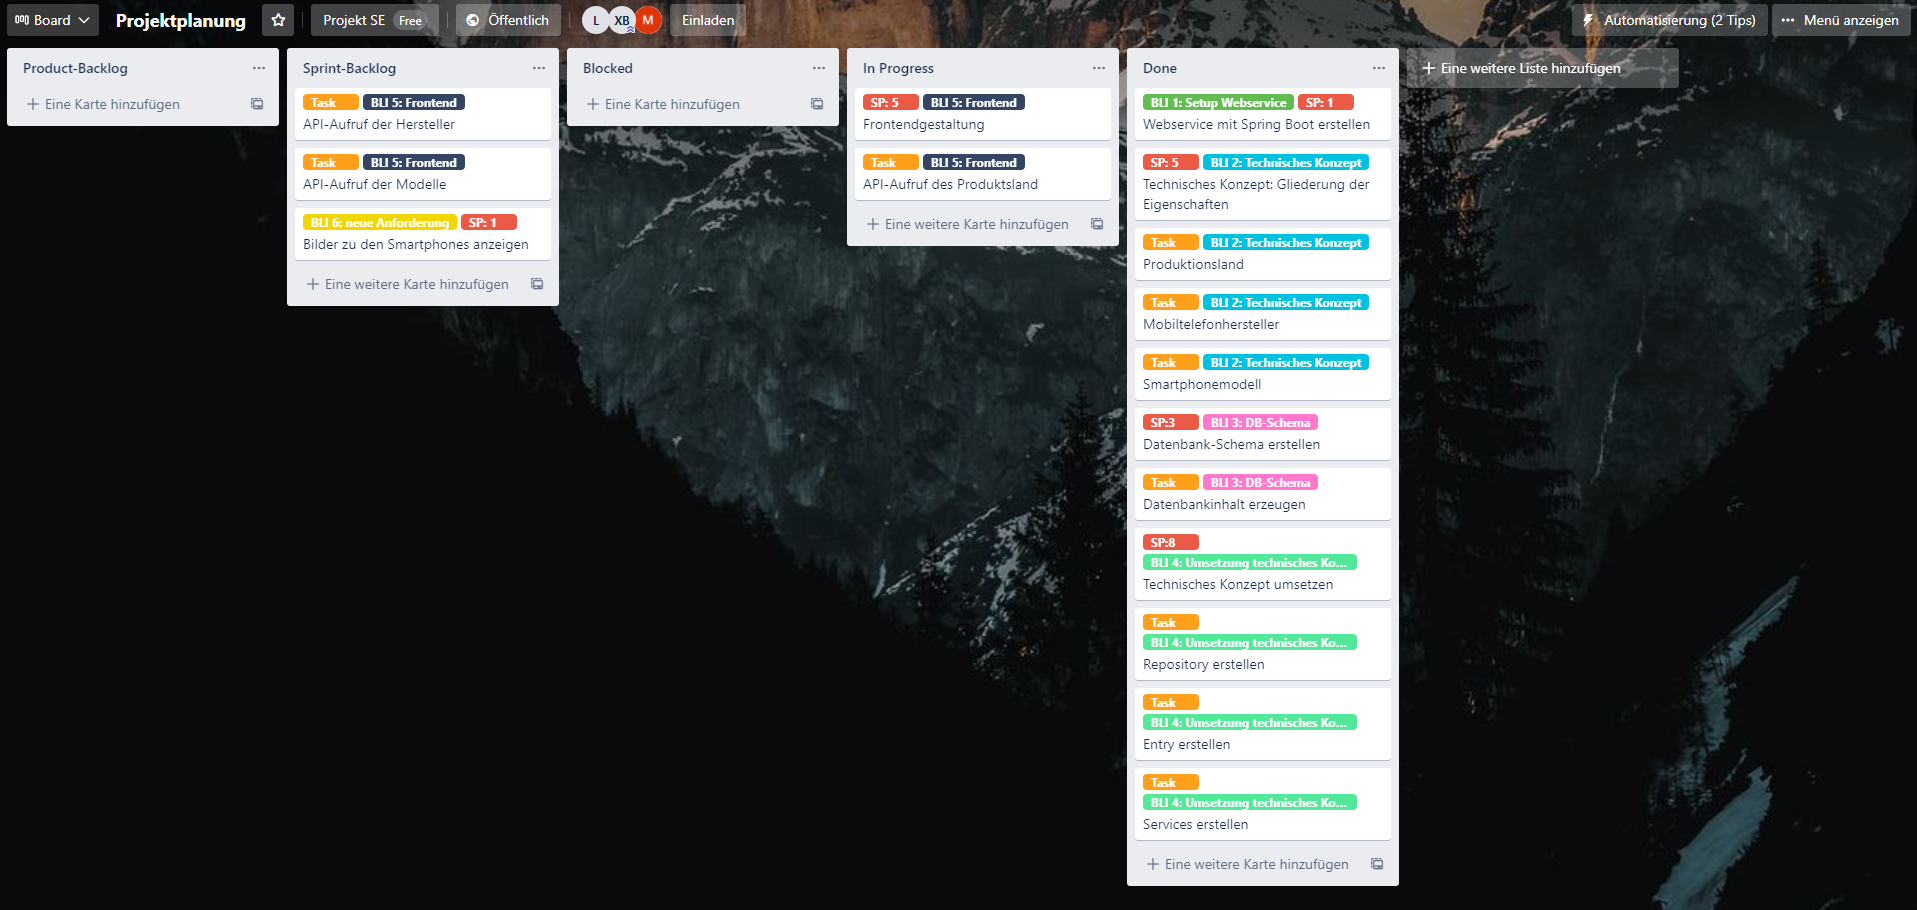 Board
Projektplanung
Projekt SE Free
Öffentlich
L XB M
Einladen
Automatisierung (2 Tips)
Menü anzeigen
Product-Backlog
Eine Karte hinzufügen
Sprint-Backlog
Task BLI 5: Frontend
API-Aufruf der Hersteller
Task BLI 5: Frontend
API-Aufruf der Modelle
BLI 6: neue Anforderung SP: 1
Bilder zu den Smartphones anzeigen
Eine weitere Karte hinzufügen
Blocked
Eine Karte hinzufügen
In Progress
SP: 5 BLI 5: Frontend
Frontendgestaltung
Task BLI 5: Frontend
API-Aufruf des Produktsland
Eine weitere Karte hinzufügen
Done
BLI 1: Setup Webservice SP: 1
Webservice mit Spring Boot erstellen
SP: 5 BLI 2: Technisches Konzept
Technisches Konzept: Gliederung der
Eigenschaften
Task BLI 2: Technisches Konzept
Produktionsland
Task BLI 2: Technisches Konzept
Mobiltelefonhersteller
Task BLI 2: Technisches Konzept
Smartphonemodell
SP:3 BLI 3: DB-Schema
Datenbank-Schema erstellen
Task BLI 3: DB-Schema
Datenbankinhalt erzeugen
SP:8
BLI 4: Umsetzung technisches Ko...
Technisches Konzept umsetzen
Task
BLI 4: Umsetzung technisches Ko...
Repository erstellen
Task
BLI 4: Umsetzung technisches Ko...
Entry erstellen
Task
BLI 4: Umsetzung technisches Ko...
Services erstellen
Eine weitere Karte hinzufügen
Eine weitere Liste hinzufügen